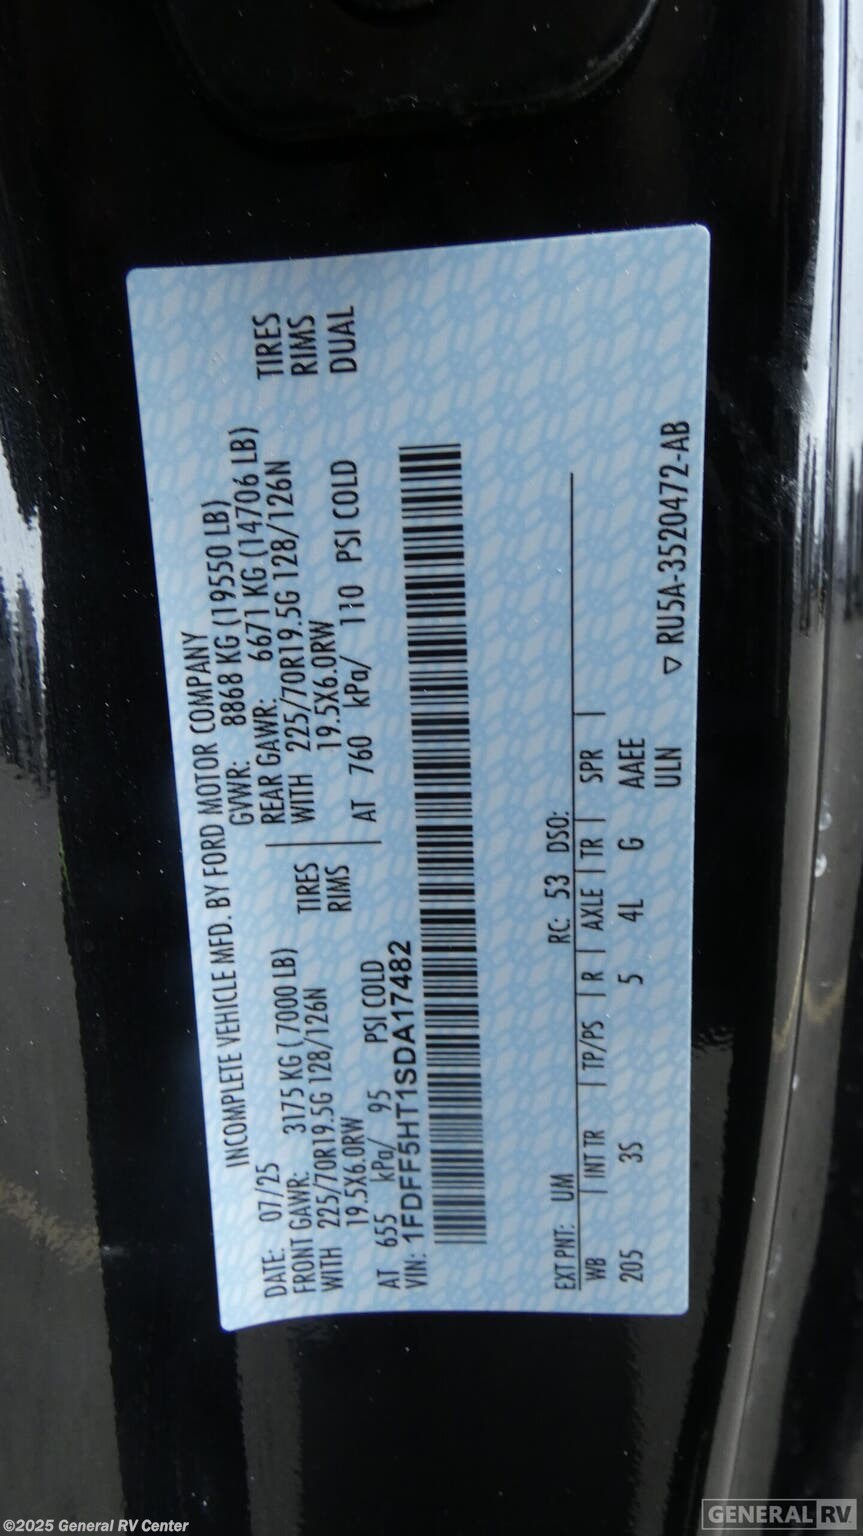 INCOMPLETE VEHICLE MFD. BY FORD MOTOR COMPANY
DATE: 07/25 GVWR: 8868 KG (19550 LB)
FRONT GAWR: 3175 KG (7000 LB) REAR GAWR: 6671 KG (14706 LB)
WITH 225/70R19.5G 128/126N TIRES WITH 225/70R19.5G 128/126N TIRES
19.5X6.0RW RIMS 19.5X6.0RW RIMS
AT 655 kPa/ 95 PSI COLD AT 760 kPa/ 110 PSI COLD DUAL
VIN: 1FDFF5HT1SDA17482
EXT PNT: UM RC: 53 DSO:
WB | INT TR | TP/PS | R | AXLE | TR | SPR |
205 3S 5 4L G AAEE
ULN
▽ RU5A-3520472-AB
©2025 General RV Center
GENERAL RV